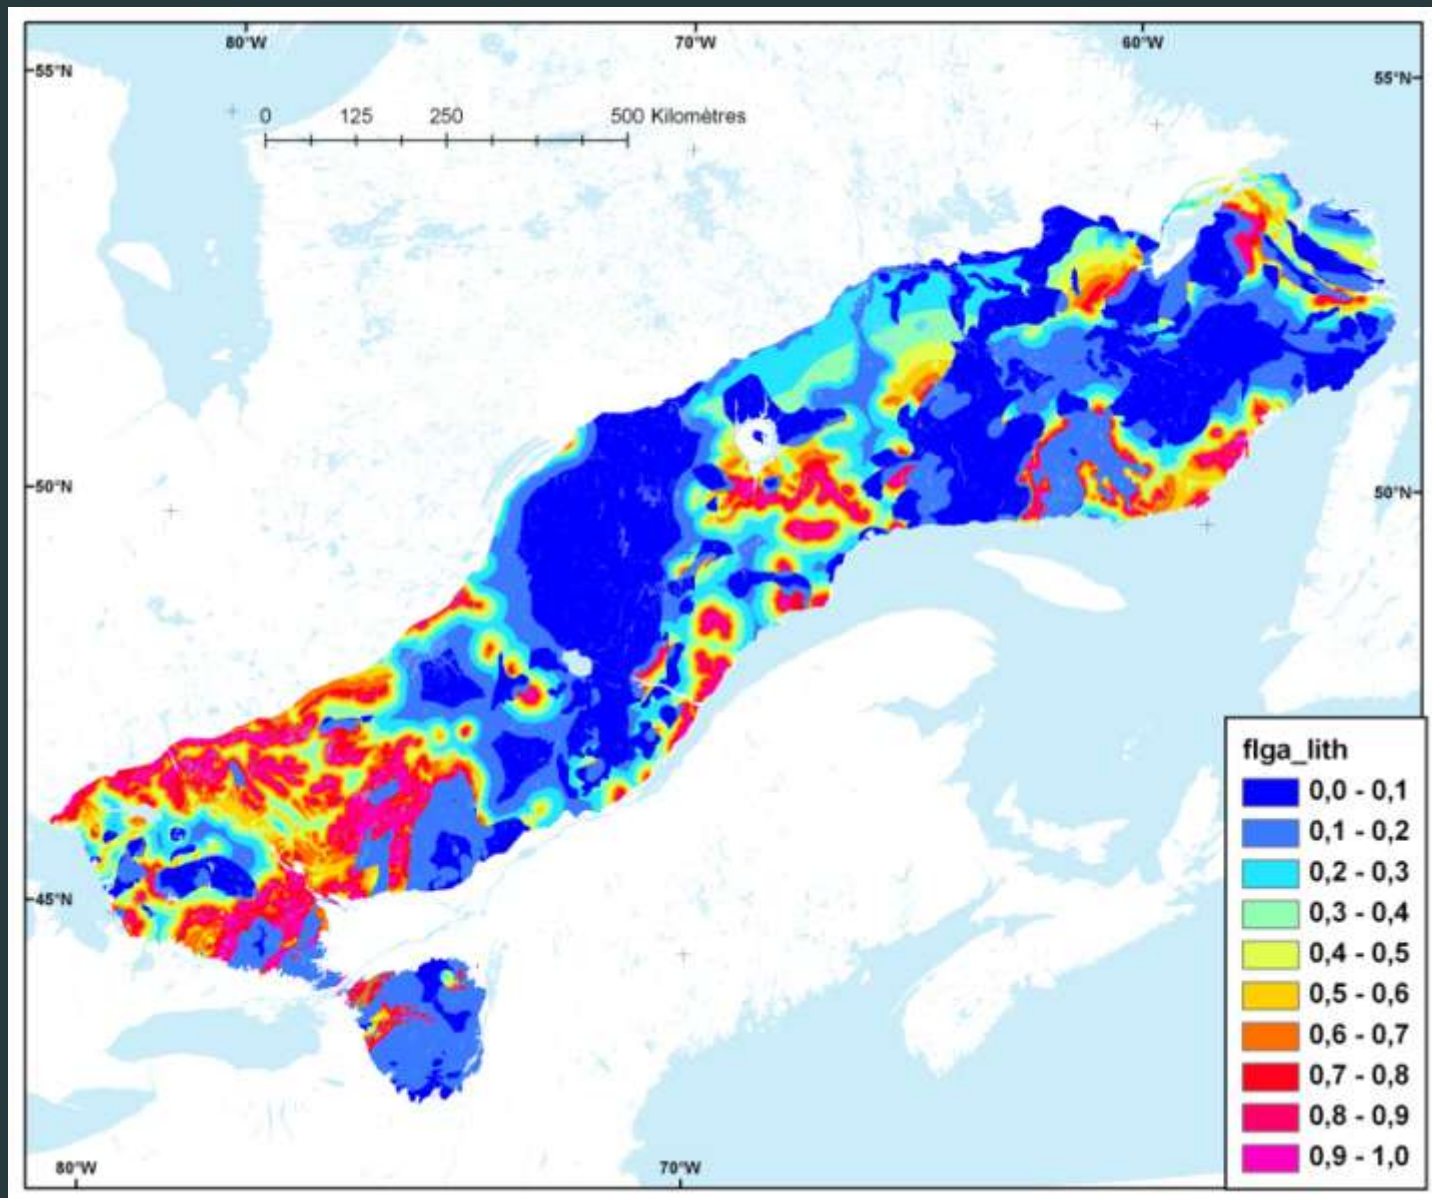 80°W 70°W 60°W
55°N 55°N
0 125 250 500 Kilomètres
50°N 50°N
45°N
flga_lith
0,0 - 0,1
0,1 - 0,2
0,2 - 0,3
0,3 - 0,4
0,4 - 0,5
0,5 - 0,6
0,6 - 0,7
0,7 - 0,8
0,8 - 0,9
0,9 - 1,0
80°W 70°W